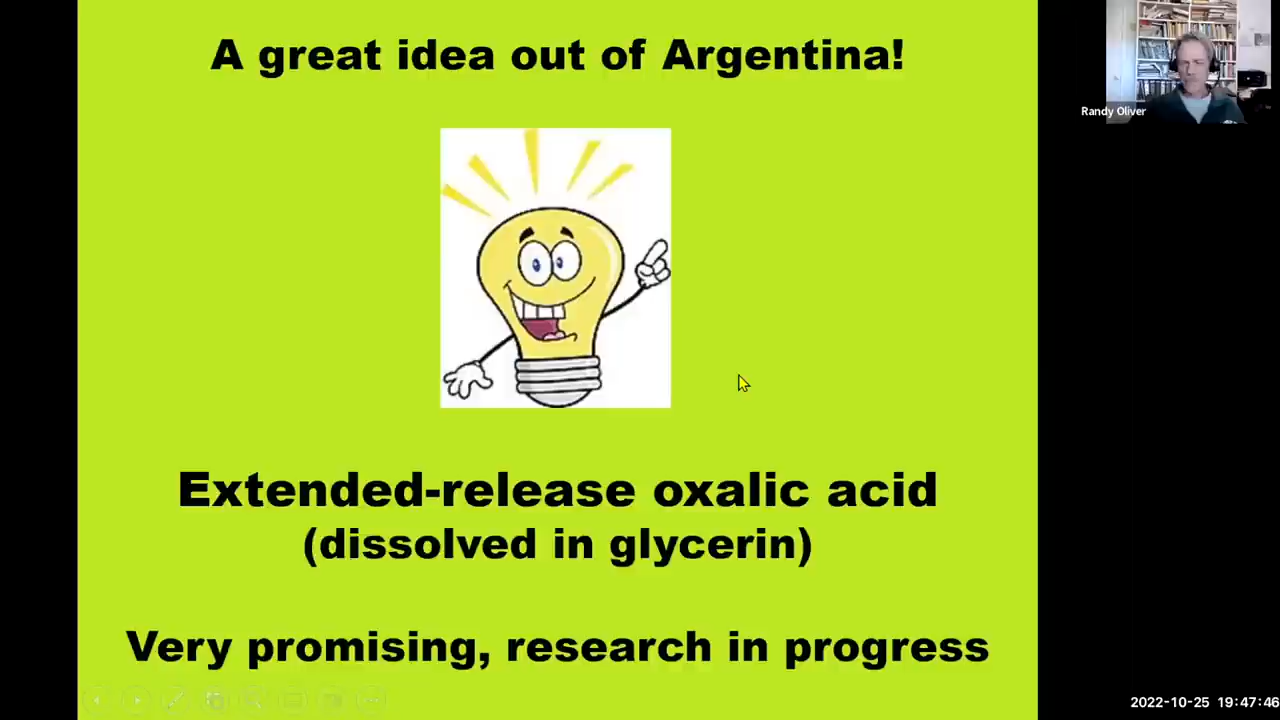 A great idea out of Argentina!
Randy Oliver
Extended-release oxalic acid
(dissolved in glycerin)
Very promising, research in progress
2022-10-25 19:47:46